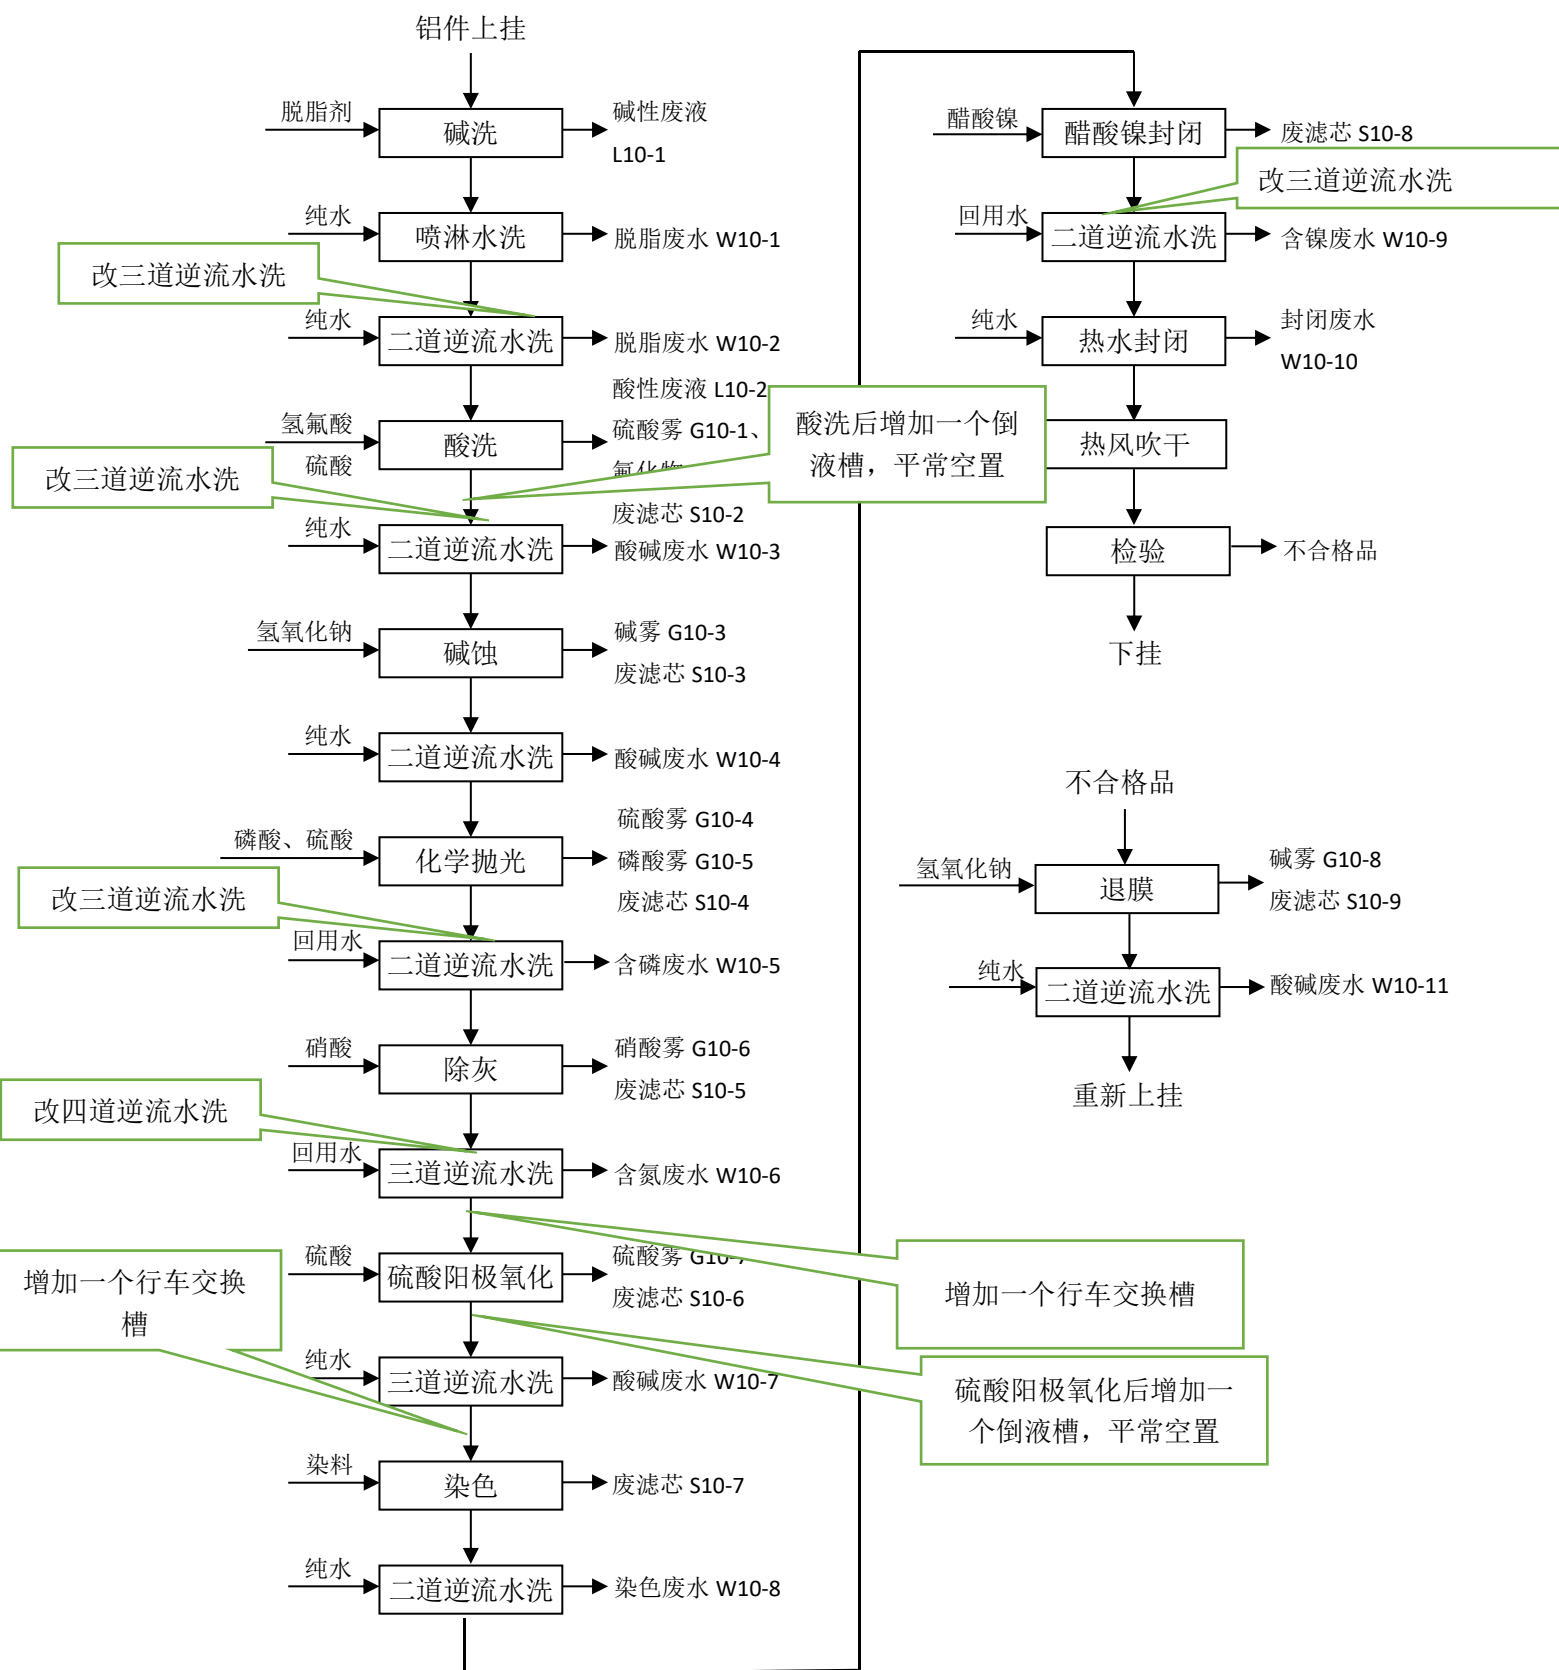 铝件上挂
脱脂剂
碱洗
碱性废液
L10-1
纯水
喷淋水洗
脱脂废水 W10-1
改三道逆流水洗
纯水
二道逆流水洗
脱脂废水 W10-2
酸性废液 L10-2
氢氟酸
硫酸
酸洗
硫酸雾 G10-1、
氟化物
废滤芯 S10-2
酸洗后增加一个倒
液槽，平常空置
改三道逆流水洗
纯水
二道逆流水洗
酸碱废水 W10-3
氢氧化钠
碱蚀
碱雾 G10-3
废滤芯 S10-3
纯水
二道逆流水洗
酸碱废水 W10-4
磷酸、硫酸
化学抛光
硫酸雾 G10-4
磷酸雾 G10-5
废滤芯 S10-4
改三道逆流水洗
回用水
二道逆流水洗
含磷废水 W10-5
硝酸
除灰
硝酸雾 G10-6
废滤芯 S10-5
改四道逆流水洗
回用水
三道逆流水洗
含氮废水 W10-6
增加一个行车交换槽
硫酸
硫酸阳极氧化
硫酸雾 G10-7
废滤芯 S10-6
硫酸阳极氧化后增加一
个倒液槽，平常空置
增加一个行车交换
槽
纯水
三道逆流水洗
酸碱废水 W10-7
染料
染色
废滤芯 S10-7
纯水
二道逆流水洗
染色废水 W10-8
醋酸镍
醋酸镍封闭
废滤芯 S10-8
改三道逆流水洗
回用水
二道逆流水洗
含镍废水 W10-9
纯水
热水封闭
封闭废水
W10-10
热风吹干
检验
不合格品
下挂
不合格品
氢氧化钠
退膜
碱雾 G10-8
废滤芯 S10-9
纯水
二道逆流水洗
酸碱废水 W10-11
重新上挂